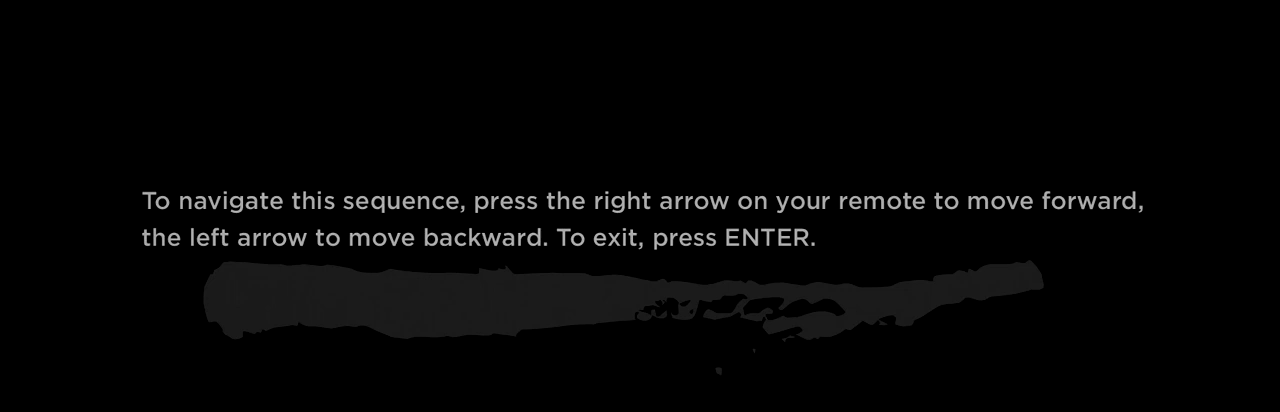 To navigate this sequence, press the right arrow on your remote to move forward,
the left arrow to move backward. To exit, press ENTER.